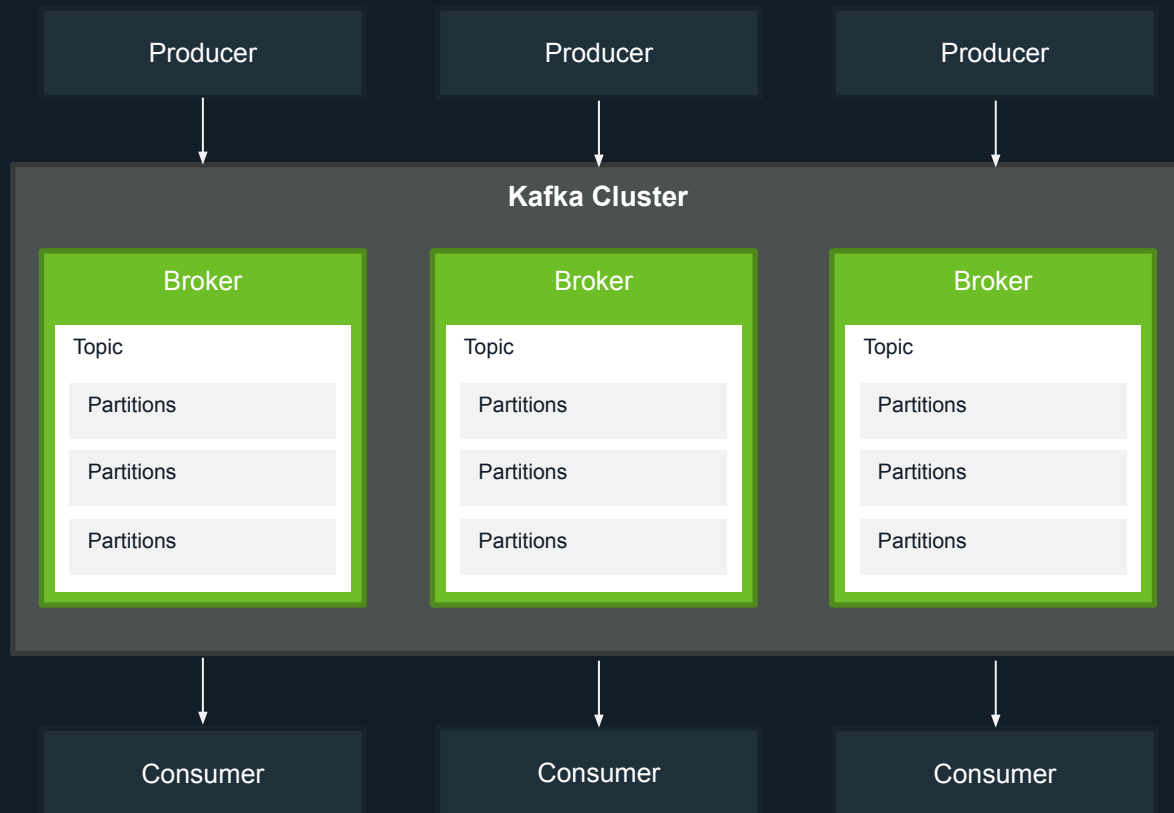 Producer
Producer
Producer
Kafka Cluster
Broker
Broker
Broker
Topic
Partitions
Partitions
Partitions
Topic
Partitions
Partitions
Partitions
Topic
Partitions
Partitions
Partitions
Consumer
Consumer
Consumer